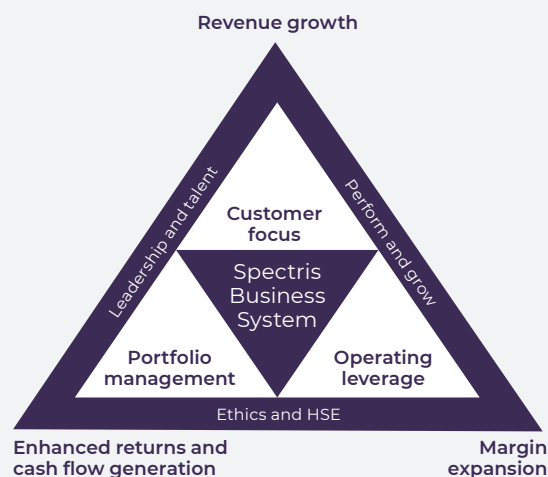 Revenue growth
Leadership and talent
Perform and grow
Customer
focus
Spectris
Business
System
Portfolio
management
Operating
leverage
Ethics and HSE
Enhanced returns and
cash flow generation
Margin
expansion